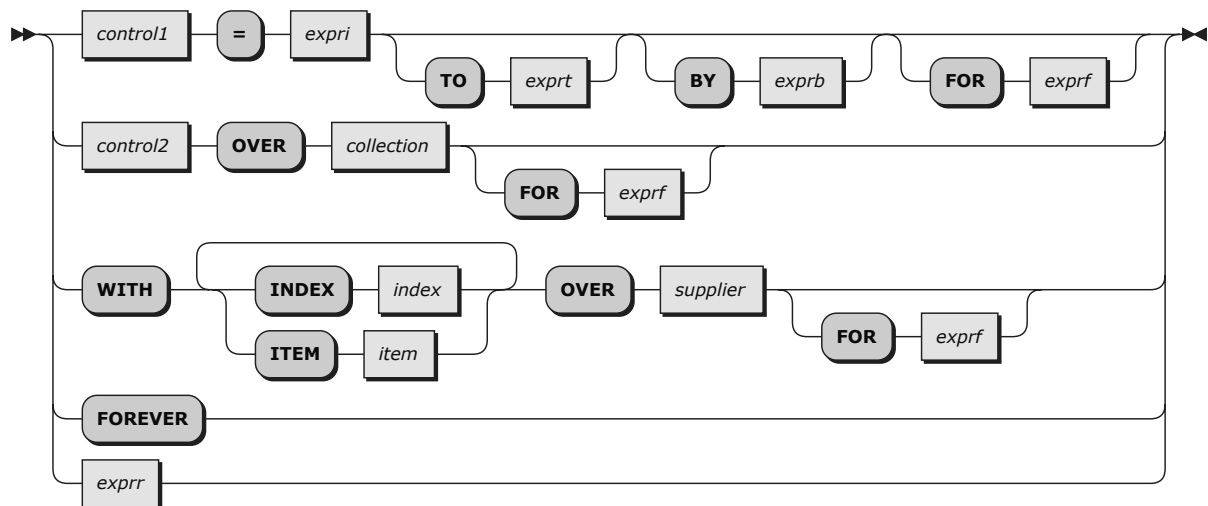 control1 = expri
TO exprt BY exprb FOR exprf
control2 OVER collection
FOR exprf
WITH INDEX index OVER supplier
ITEM item FOR exprf
FOREVER
exprr